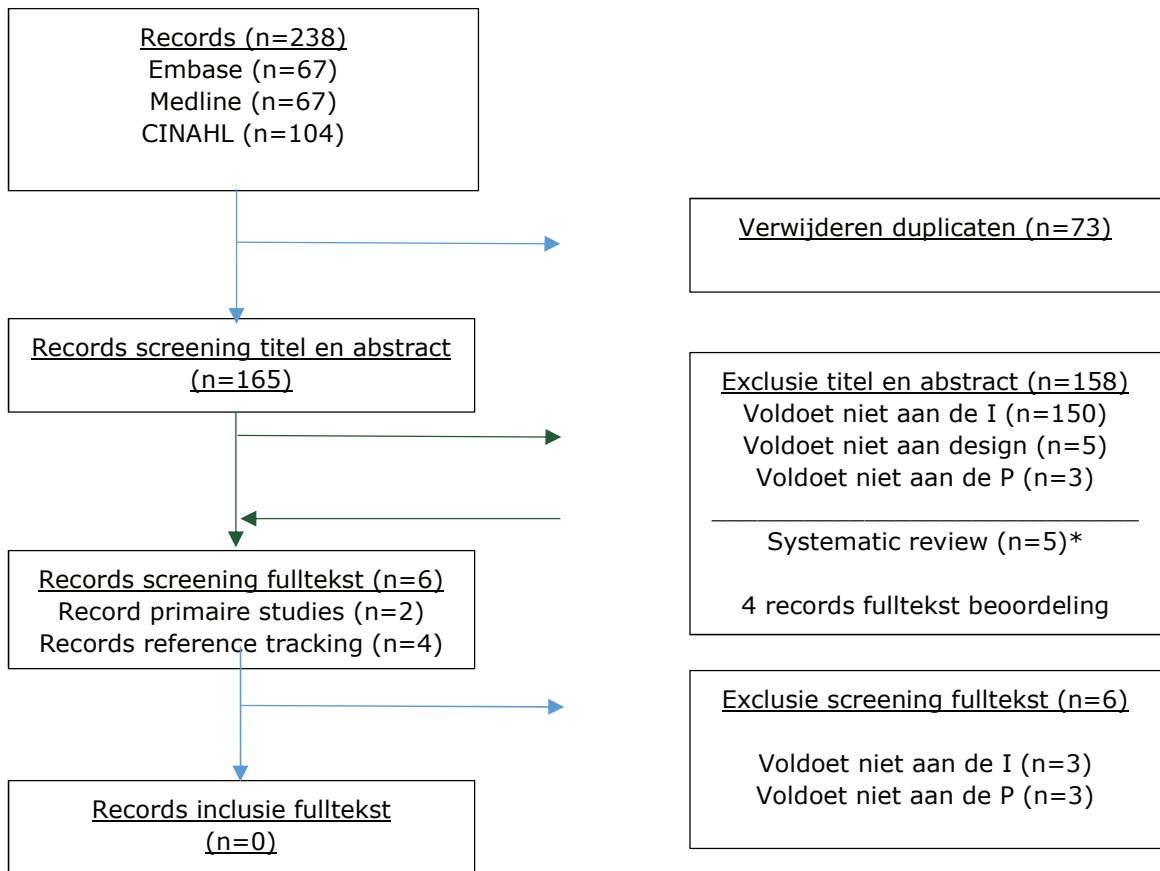 Records (n=238)
Embase (n=67)
Medline (n=67)
CINAHL (n=104)
Verwijderen duplicaten (n=73)
Records screening titel en abstract
(n=165)
Exclusie titel en abstract (n=158)
Voldoet niet aan de I (n=150)
Voldoet niet aan design (n=5)
Voldoet niet aan de P (n=3)
Systematic review (n=5)*
4 records fulltekst beoordeling
Records screening fulltekst (n=6)
Record primaire studies (n=2)
Records reference tracking (n=4)
Exclusie screening fulltekst (n=6)
Voldoet niet aan de I (n=3)
Voldoet niet aan de P (n=3)
Records inclusie fulltekst
(n=0)